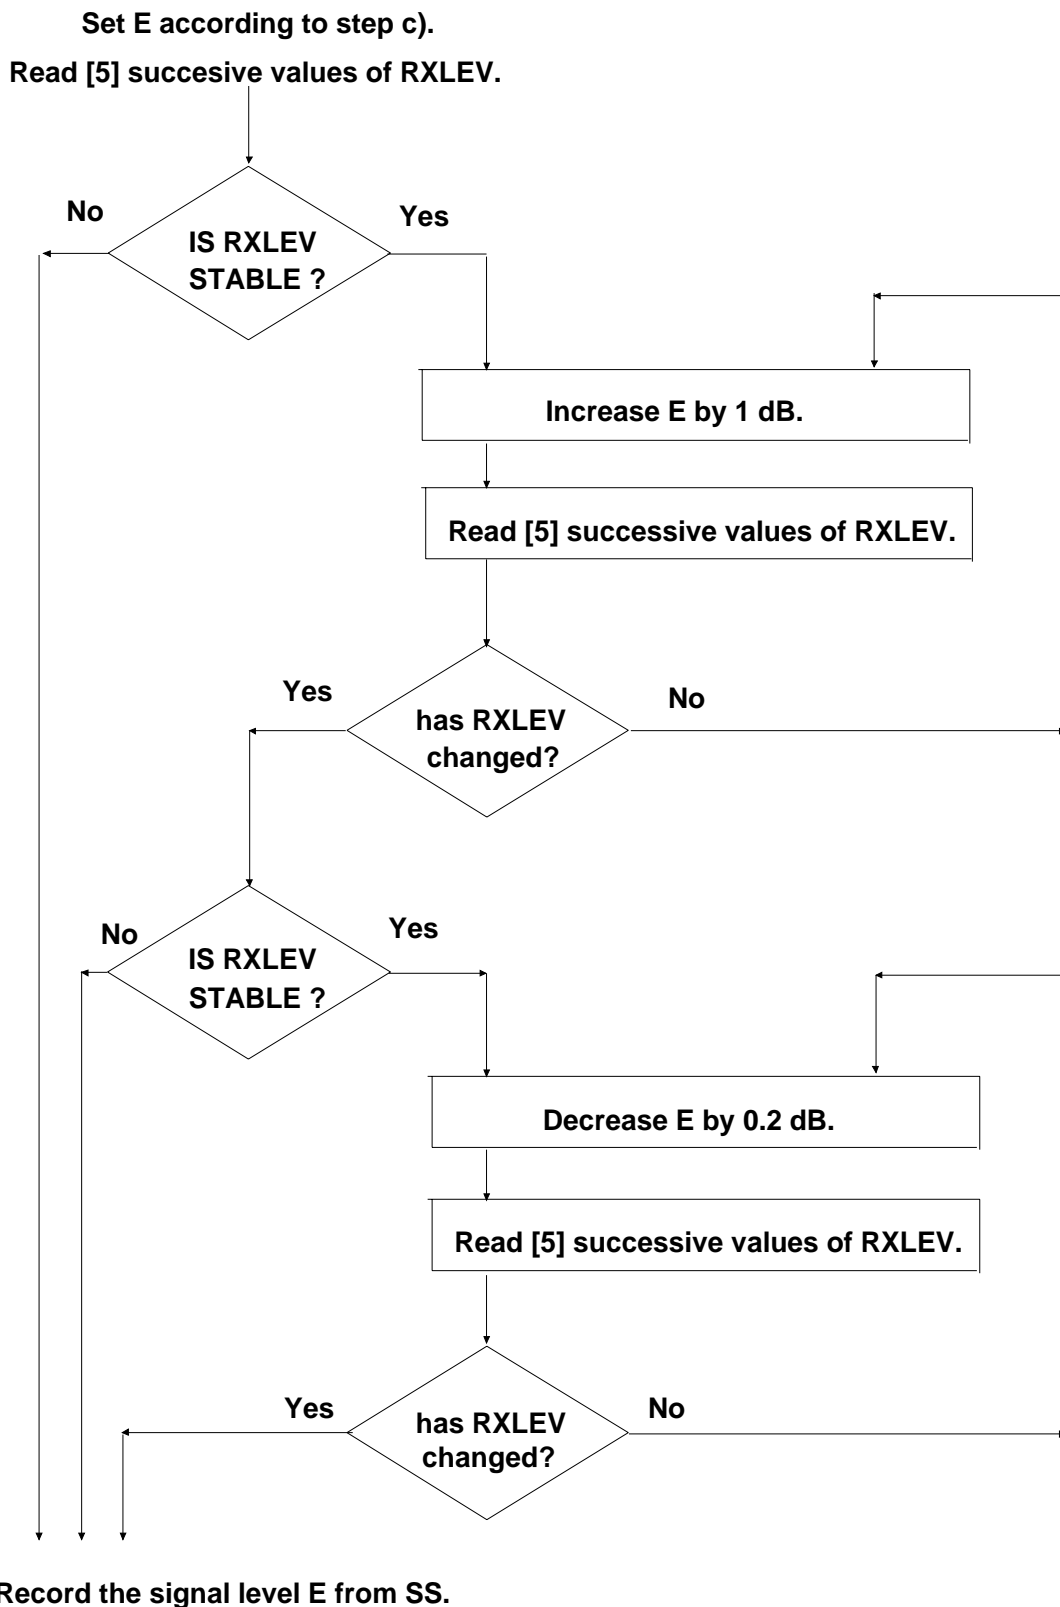 Set E according to step c).
Read [5] succesive values of RXLEV.
No
Yes
IS RXLEV
STABLE ?
Increase E by 1 dB.
Read [5] successive values of RXLEV.
Yes
No
has RXLEV
changed?
No
Yes
IS RXLEV
STABLE ?
Decrease E by 0.2 dB.
Read [5] successive values of RXLEV.
Yes
No
has RXLEV
changed?
Record the signal level E from SS.